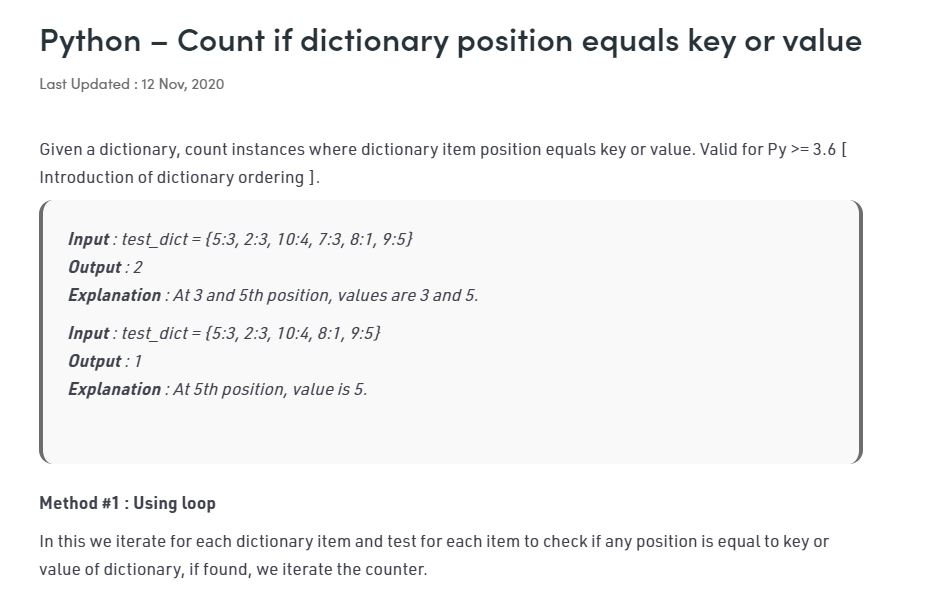 Python – Count if dictionary position equals key or value
Last Updated : 12 Nov, 2020
Given a dictionary, count instances where dictionary item position equals key or value. Valid for Py >= 3.6 [
Introduction of dictionary ordering ].
Input : test_dict = {5:3, 2:3, 10:4, 7:3, 8:1, 9:5}
Output : 2
Explanation : At 3 and 5th position, values are 3 and 5.
Input : test_dict = {5:3, 2:3, 10:4, 8:1, 9:5}
Output : 1
Explanation : At 5th position, value is 5.
Method #1 : Using loop
In this we iterate for each dictionary item and test for each item to check if any position is equal to key or
value of dictionary, if found, we iterate the counter.